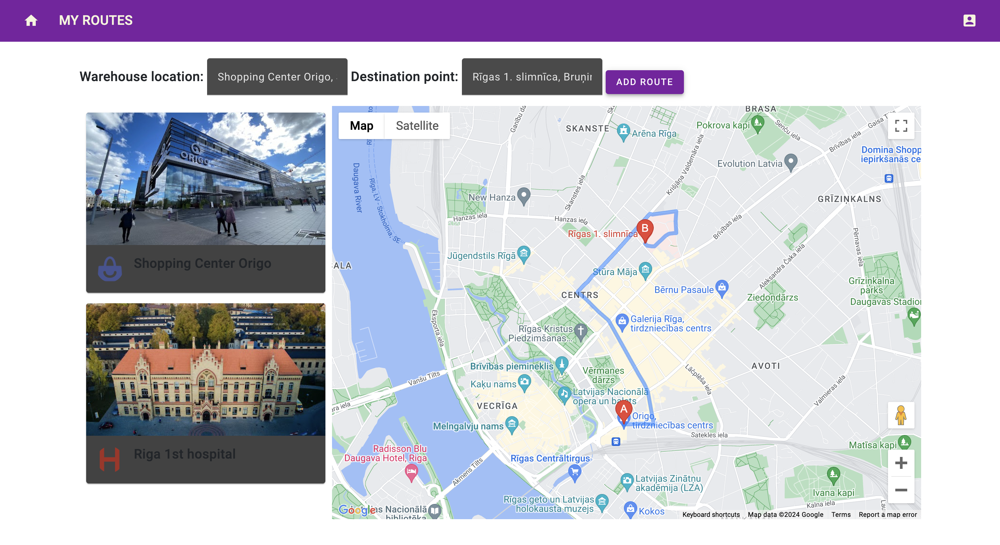 MY ROUTES
Warehouse location:
Shopping Center Origo,
Destination point:
Rīgas 1. slimnīca, Bruņir
ADD ROUTE
ORIGO
Shopping Center Origo
Riga 1st hospital
Map
Satellite
BRASA
SKANSTE
Arēna Rīga
Pokrova kapi
Senču iela
Gaisa
Brīvības iela
Ganību
Krišjāņa Valdemāra iela
Domina Shopp
iepirkšanās ce
Evolution Latvia
Daugava River
Rīga, LV - Stokholma, SE
Skanstes iela
New Hanza
GRĪZIŅKALNS
Hanzas iela
Hanzas iela
Brīvības iela
Pērnavas iela
B
Rīgas 1. slimnīca
Jūgendstils Rīgā
Aleksandra Čaka iela
ALA
Stūra Māja
Grīziņkalna
parks
CENTRS
Bērnu Pasaule
Ziedoņdārzs
Daugavas Stadio
Eksporta iela
Galerija Rīga,
tirdzniecības centrs
Rīgas Kristus
Piedzimšanas...
Brīvības piemineklis
Vērmanes
dārzs
AVOTI
Lāčplēša iela
Vanšu Tilts
Kaķu nams
Valmieras iela
Latvijas Nacionālā
opera un balets
ara iela
VECRĪGA
A
Origo,
tirdzniecības centrs
Melngalvju nams
Satekles iela
Matīsa kapi
Radisson Blu
Daugava Hotel, Riga
Rīgas Centrāltirgus
Akmens Tilts
Latvijas Zinātņu
akadēmija (LZA)
Ivana kapi
Rīgas geto un Latvijas
holokausta muzejs
Kalna iela
Google
as Nacionālā
bibliotēka
Kokos
Keyboard shortcuts
Map data ©2024 Google
Terms
Report a map error